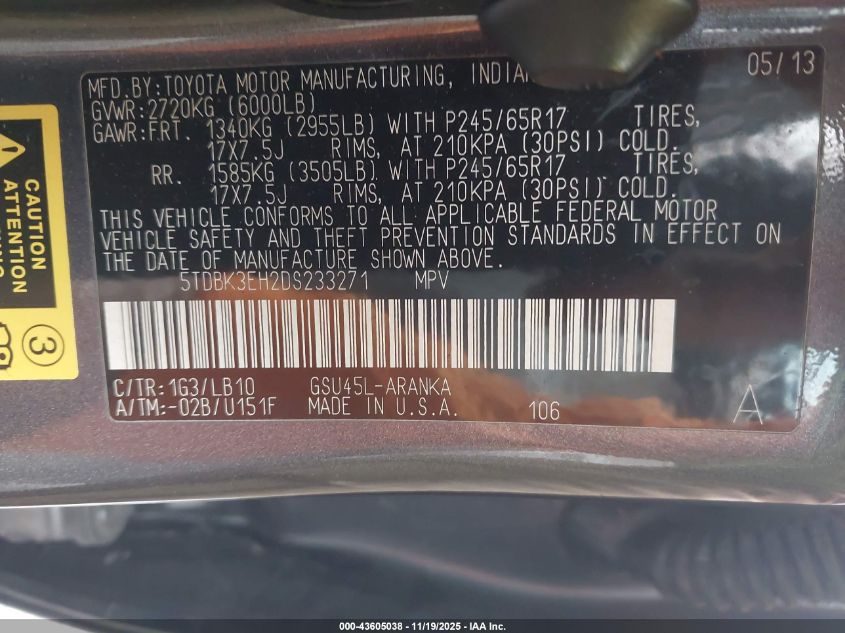 05/13
MFD. BY: TOYOTA MOTOR MANUFACTURING,
GVWR: 2720KG (6000LB)
GAWR: FRT. 1340KG (2955LB) WITH P245/65R17 TIRES,
17X7.5J RIMS, AT 210KPA (30PSI) COLD.
RR. 1585KG (3505LB) WITH P245/65R17 TIRES,
17X7.5J RIMS, AT 210KPA (30PSI) COLD.
THIS VEHICLE CONFORMS TO ALL APPLICABLE FEDERAL MOTOR
VEHICLE SAFETY AND THEFT PREVENTION STANDARDS IN EFFECT ON
THE DATE OF MANUFACTURE SHOWN ABOVE.
5TDBK3EH2DS233271 MPV
C/TR: 1G3/LB10 GSU45L-ARANKA
A/TM:-02B/U151F MADE IN U.S.A. 106 A
CAUTION
ATTENTION
3
000-43605038 - 11/19/2025 - IAA Inc.